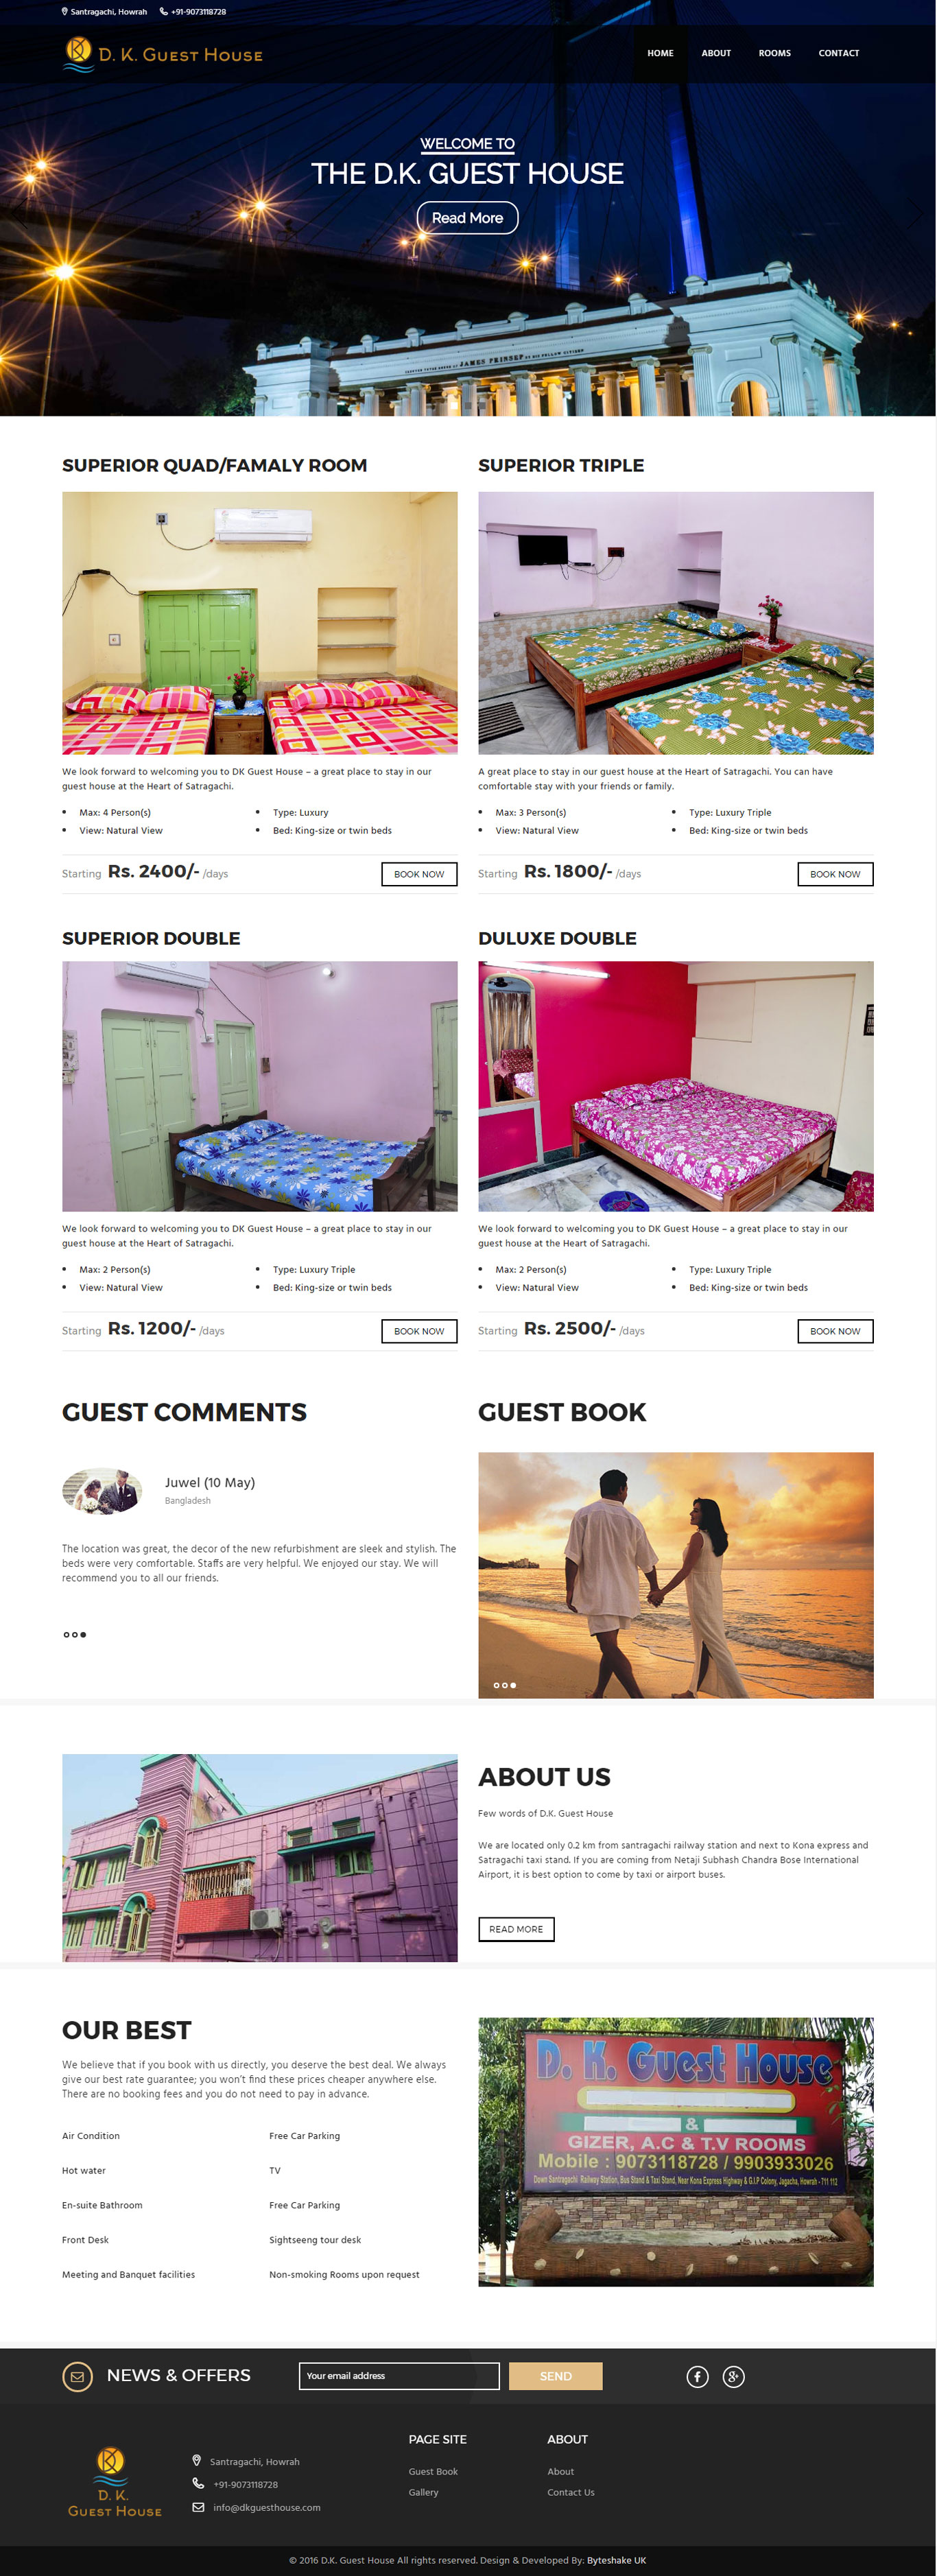 Santragachi, Howrah +91-9073118728
D. K. GUEST HOUSE
HOME ABOUT ROOMS CONTACT
WELCOME TO
THE D.K. GUEST HOUSE
Read More
JAMES PRINSEP
SUPERIOR QUAD/FAMALY ROOM
We look forward to welcoming you to DK Guest House – a great place to stay in our
guest house at the Heart of Satragachi.
Max: 4 Person(s) Type: Luxury
View: Natural View Bed: King-size or twin beds
Starting Rs. 2400/- /days BOOK NOW
SUPERIOR TRIPLE
A great place to stay in our guest house at the Heart of Satragachi. You can have
comfortable stay with your friends or family.
Max: 3 Person(s) Type: Luxury Triple
View: Natural View Bed: King-size or twin beds
Starting Rs. 1800/- /days BOOK NOW
SUPERIOR DOUBLE
We look forward to welcoming you to DK Guest House – a great place to stay in our
guest house at the Heart of Satragachi.
Max: 2 Person(s) Type: Luxury Triple
View: Natural View Bed: King-size or twin beds
Starting Rs. 1200/- /days BOOK NOW
DULUXE DOUBLE
We look forward to welcoming you to DK Guest House – a great place to stay in our
guest house at the Heart of Satragachi.
Max: 2 Person(s) Type: Luxury Triple
View: Natural View Bed: King-size or twin beds
Starting Rs. 2500/- /days BOOK NOW
GUEST COMMENTS
Juwel (10 May)
Bangladesh
The location was great, the decor of the new refurbishment are sleek and stylish. The
beds were very comfortable. Staffs are very helpful. We enjoyed our stay. We will
recommend you to all our friends.
GUEST BOOK
ABOUT US
Few words of D.K. Guest House
We are located only 0.2 km from santragachi railway station and next to Kona express and
Satragachi taxi stand. If you are coming from Netaji Subhash Chandra Bose International
Airport, it is best option to come by taxi or airport buses.
READ MORE
OUR BEST
We believe that if you book with us directly, you deserve the best deal. We always
give our best rate guarantee; you won't find these prices cheaper anywhere else.
There are no booking fees and you do not need to pay in advance.
Air Condition Free Car Parking
Hot water TV
En-suite Bathroom Free Car Parking
Front Desk Sightseeng tour desk
Meeting and Banquet facilities Non-smoking Rooms upon request
D. K. Guest House
&
GIZER, A.C & T.V ROOMS
Mobile : 9073118728 / 9903933026
Down Santragachi Railway Station, Bus Stand & Taxi Stand, Near Kona Express Highway & G.I.P Colony, Jagacha, Howrah - 711 112
NEWS & OFFERS Your email address SEND
D. K.
GUEST HOUSE
Santragachi, Howrah
+91-9073118728
info@dkguesthouse.com
PAGE SITE
Guest Book
Gallery
ABOUT
About
Contact Us
© 2016 D.K. Guest House All rights reserved. Design & Developed By: Byteshake UK